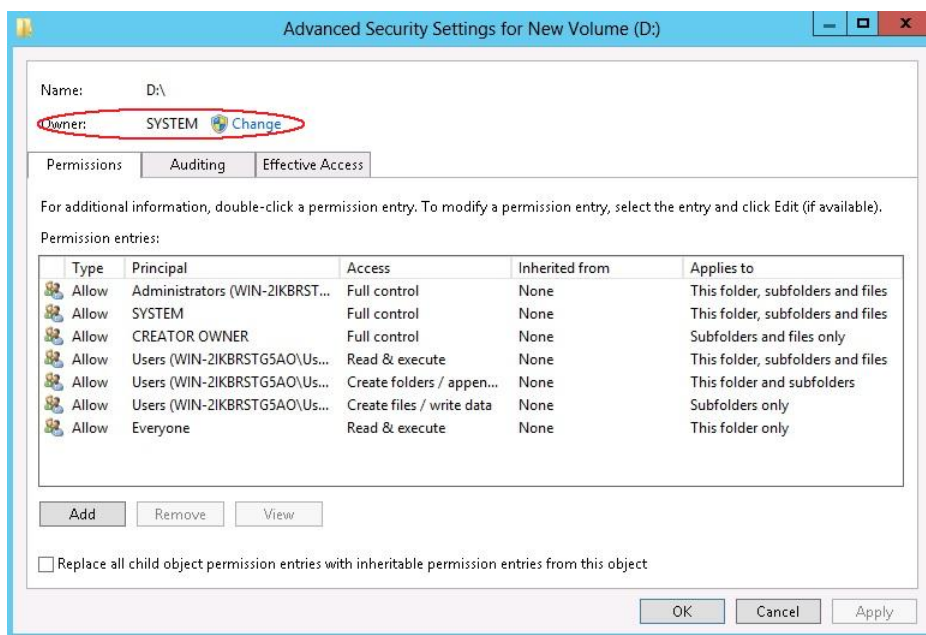 Advanced Security Settings for New Volume (D:)
Name: D:\
Owner: SYSTEM Change
Permissions Auditing Effective Access
For additional information, double-click a permission entry. To modify a permission entry, select the entry and click Edit (if available).
Permission entries:
Type Principal Access Inherited from Applies to
Allow Administrators (WIN-2IKBRST... Full control None This folder, subfolders and files
Allow SYSTEM Full control None This folder, subfolders and files
Allow CREATOR OWNER Full control None Subfolders and files only
Allow Users (WIN-2IKBRSTG5AO\Us... Read & execute None This folder, subfolders and files
Allow Users (WIN-2IKBRSTG5AO\Us... Create folders / appen... None This folder and subfolders
Allow Users (WIN-2IKBRSTG5AO\Us... Create files / write data None Subfolders only
Allow Everyone Read & execute None This folder only
Add Remove View
Replace all child object permission entries with inheritable permission entries from this object
OK Cancel Apply